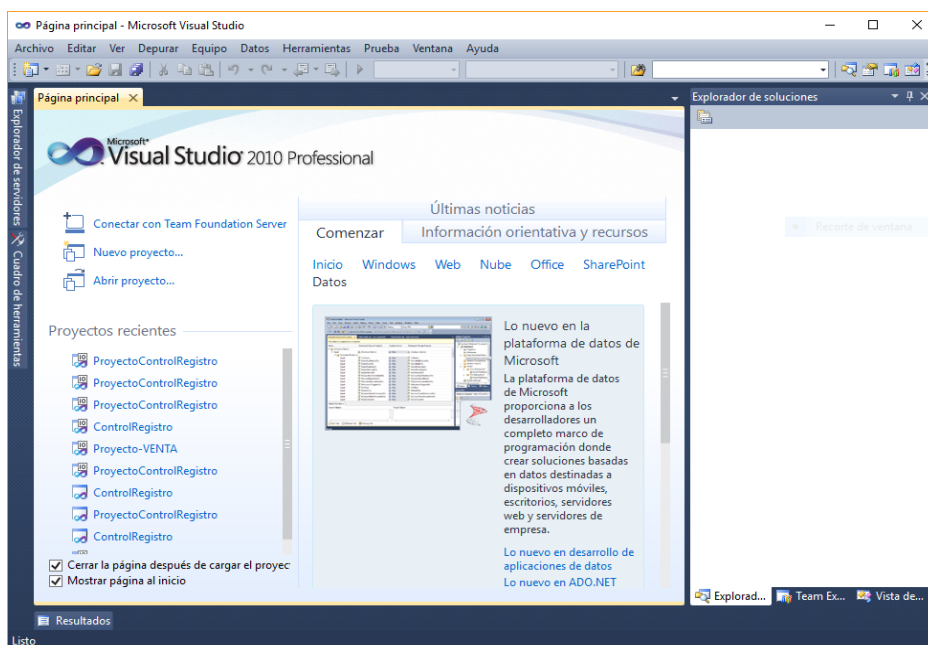 Página principal - Microsoft Visual Studio
Archivo Editar Ver Depurar Equipo Datos Herramientas Prueba Ventana Ayuda
Explorador de servidores
Cuadro de herramientas
Página principal
Microsoft
Visual Studio 2010 Professional
Conectar con Team Foundation Server
Nuevo proyecto...
Abrir proyecto...
Proyectos recientes
ProyectoControlRegistro
ProyectoControlRegistro
ProyectoControlRegistro
ControlRegistro
Proyecto-VENTA
ProyectoControlRegistro
ControlRegistro
ProyectoControlRegistro
ControlRegistro
Cerrar la página después de cargar el proyec
Mostrar página al inicio
Últimas noticias
Comenzar Información orientativa y recursos
Inicio Windows Web Nube Office SharePoint
Datos
Lo nuevo en la
plataforma de datos de
Microsoft
La plataforma de datos
de Microsoft
proporciona a los
desarrolladores un
completo marco de
programación donde
crear soluciones basadas
en datos destinadas a
dispositivos móviles,
escritorios, servidores
web y servidores de
empresa.
Lo nuevo en desarrollo de
aplicaciones de datos
Lo nuevo en ADO.NET
Explorador de soluciones
Recorte de ventana
Explorad... Team Ex... Vista de...
Resultados
Listo